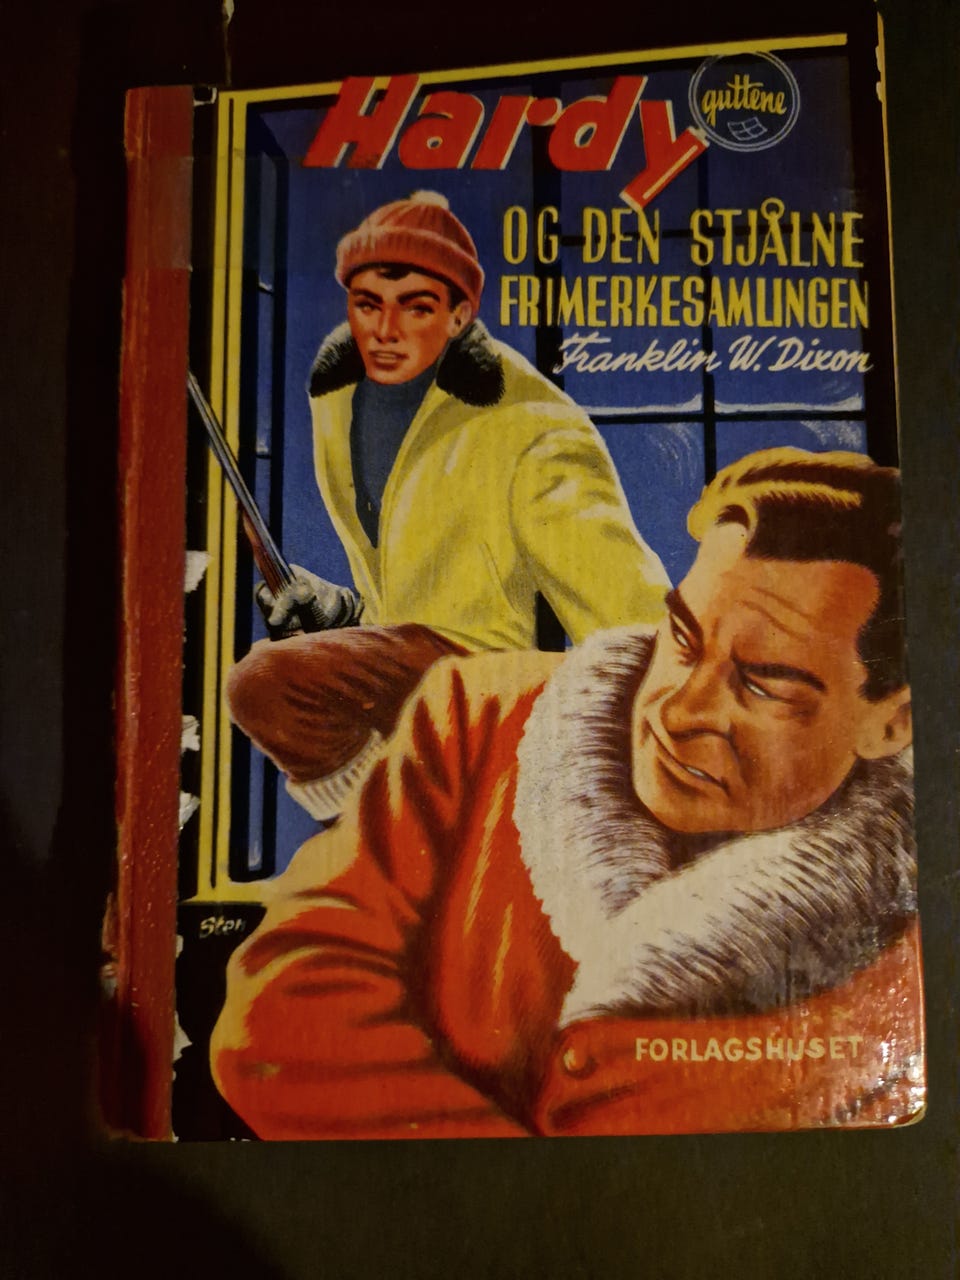 Hardy
guttene
OG DEN STJÅLNE
FRIMERKESAMLINGEN
Franklin W. Dixon
Sten
FORLAGSHUSET